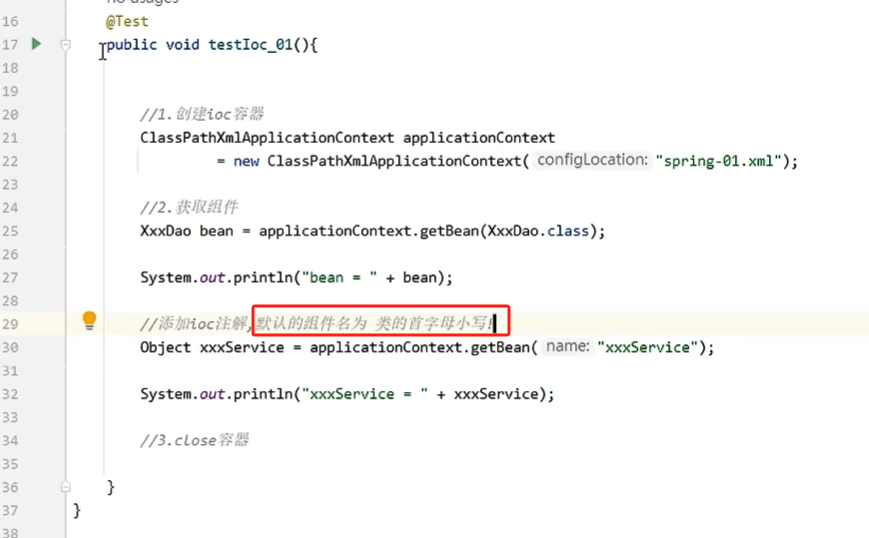 no usages
16 @Test
17 public void testIoc_01(){
18
19
20 //1.创建ioc容器
21 ClassPathXmlApplicationContext applicationContext
22 = new ClassPathXmlApplicationContext( configLocation: "spring-01.xml");
23
24 //2.获取组件
25 XxxDao bean = applicationContext.getBean(XxxDao.class);
26
27 System.out.println("bean = " + bean);
28
29 //添加ioc注解,默认的组件名为 类的首字母小写!
30 Object xxxService = applicationContext.getBean( name: "xxxService");
31
32 System.out.println("xxxService = " + xxxService);
33
34 //3.close容器
35
36 }
37 }
38